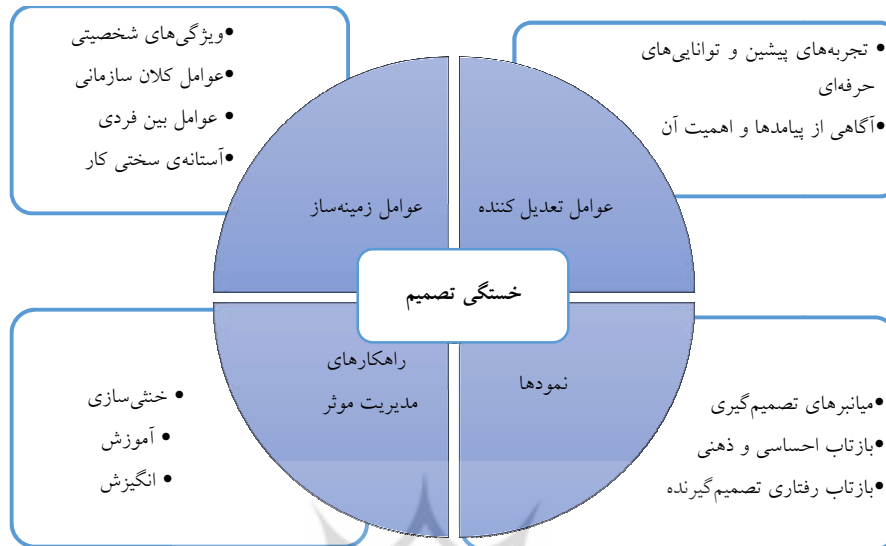 • تجربه‌های پیشین و توانایی‌های
حرفه‌ای
•آگاهی از پیامدها و اهمیت آن
•ویژگی‌های شخصیتی
•عوامل کلان سازمانی
• عوامل بین فردی
•آستانه‌ی سختی کار
عوامل تعدیل کننده
عوامل زمینه‌ساز
خستگی تصمیم
نمودها
راهکارهای
مدیریت موثر
•میانبرهای تصمیم‌گیری
•بازتاب احساسی و ذهنی
•بازتاب رفتاری تصمیم‌گیرنده
• خنثی‌سازی
• آموزش
• انگیزش